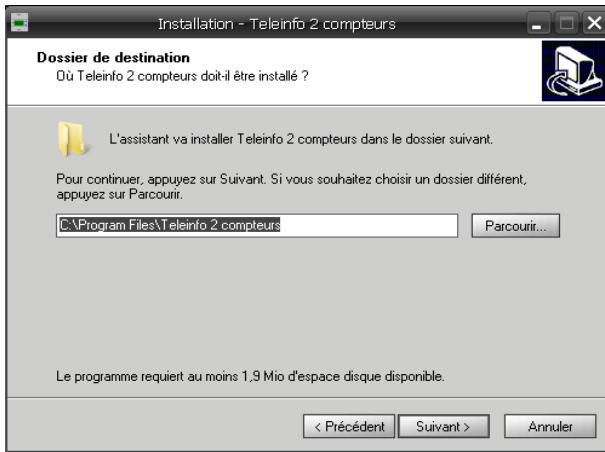 Installation - Teleinfo 2 compteurs
Dossier de destination
Où Teleinfo 2 compteurs doit-il être installé ?
L'assistant va installer Teleinfo 2 compteurs dans le dossier suivant.
Pour continuer, appuyez sur Suivant. Si vous souhaitez choisir un dossier différent,
appuyez sur Parcourir.
C:\Program Files\Teleinfo 2 compteurs
Parcourir...
Le programme requiert au moins 1,9 Mio d'espace disque disponible.
< Précédent
Suivant >
Annuler